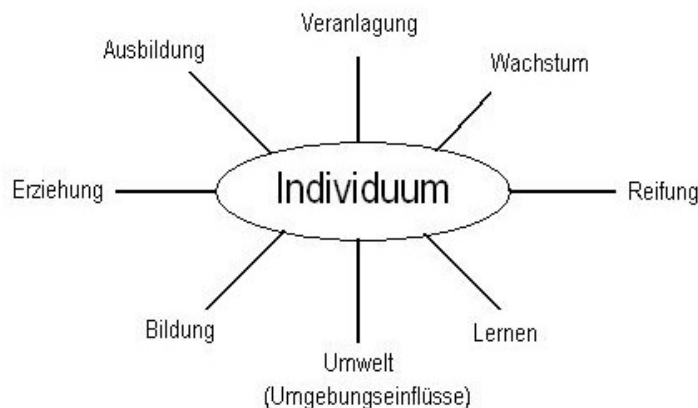 Veranlagung
Ausbildung
Wachstum
Erziehung
Individuum
Reifung
Bildung
Lernen
Umwelt
(Umgebungseinflüsse)